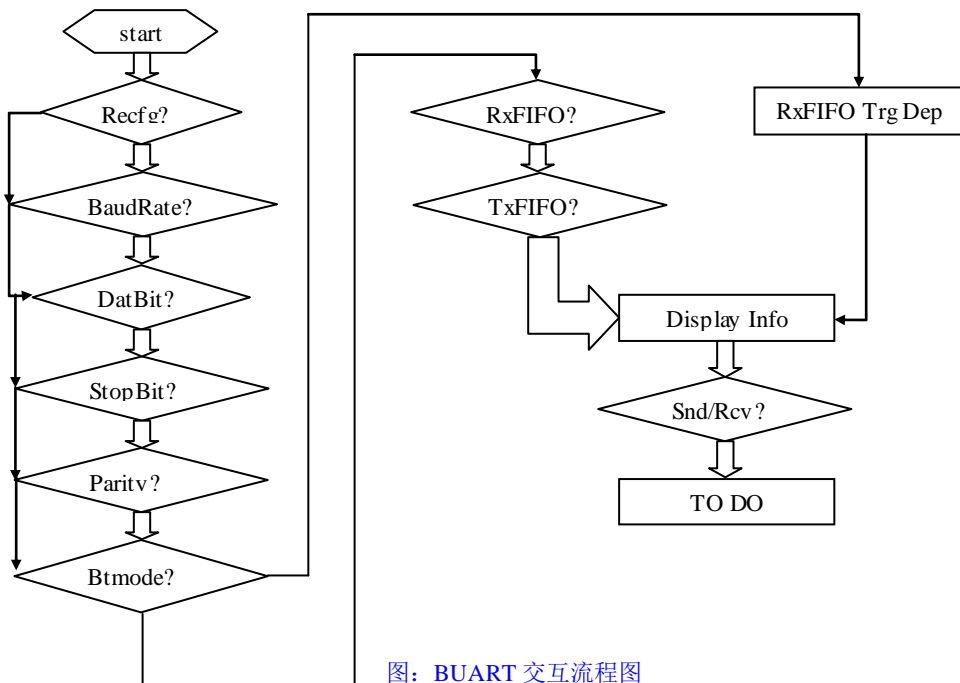 start
Recfg?
BaudRate?
DatBit?
StopBit?
Parity?
Btmode?
RxFIFO?
TxFIFO?
RxFIFO Trg Dep
Display Info
Snd/Rcv?
TO DO
图：BUART 交互流程图